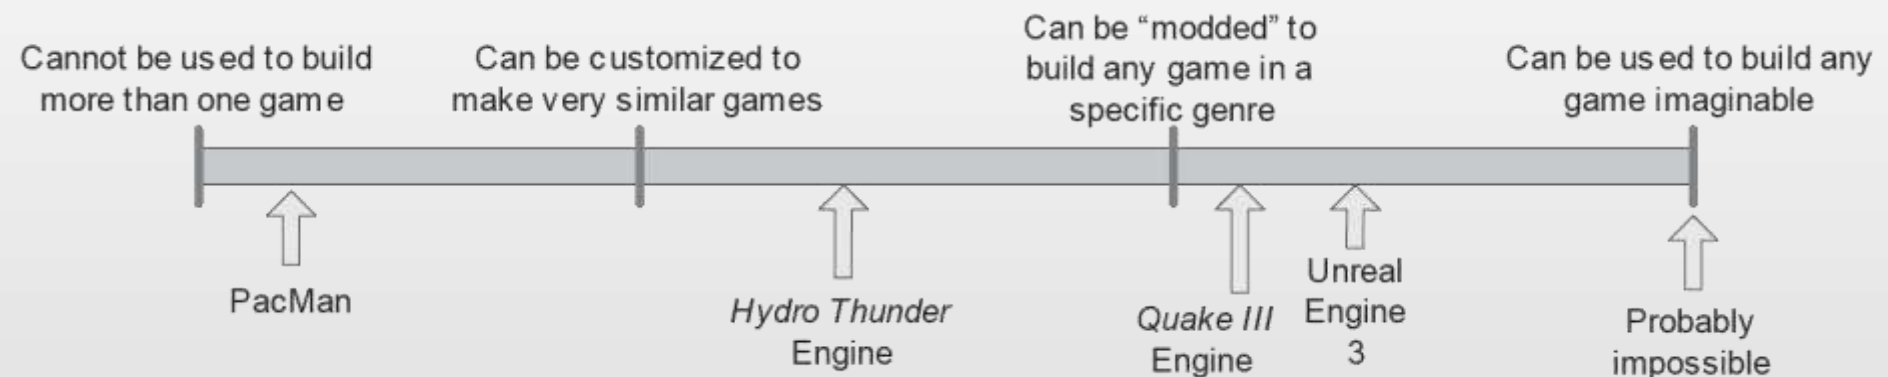 Cannot be used to build
more than one game
Can be customized to
make very similar games
Can be “modded” to
build any game in a
specific genre
Can be used to build any
game imaginable
PacMan
Hydro Thunder
Engine
Quake III
Engine
Unreal
Engine
3
Probably
impossible